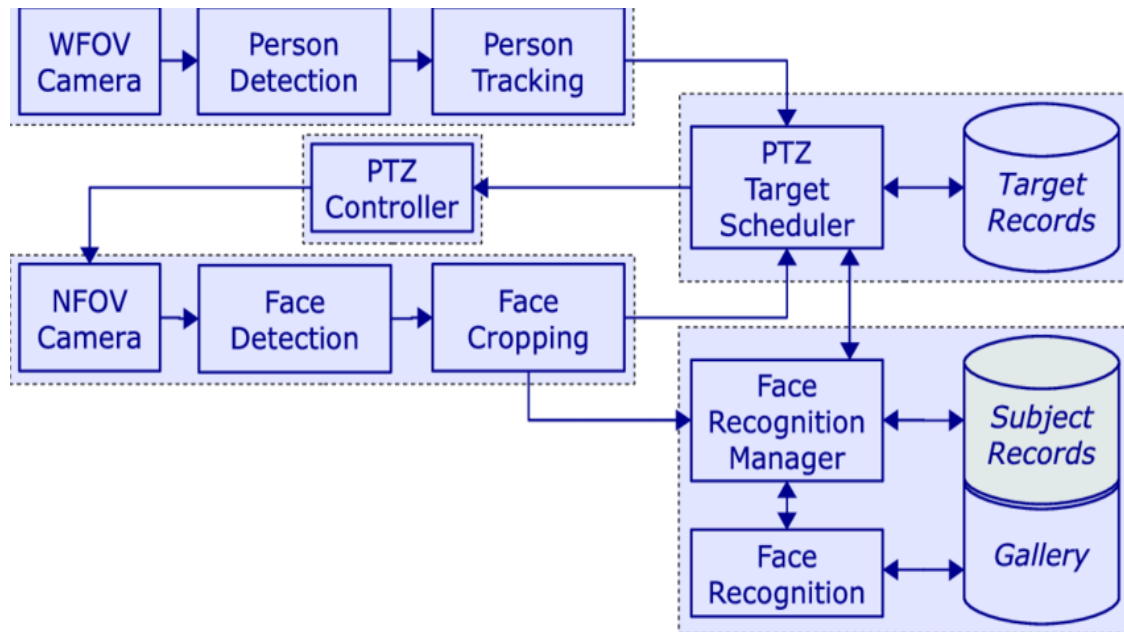 WFOV
Camera
Person
Detection
Person
Tracking
PTZ
Controller
PTZ
Target
Scheduler
Target
Records
NFOV
Camera
Face
Detection
Face
Cropping
Face
Recognition
Manager
Subject
Records
Face
Recognition
Gallery